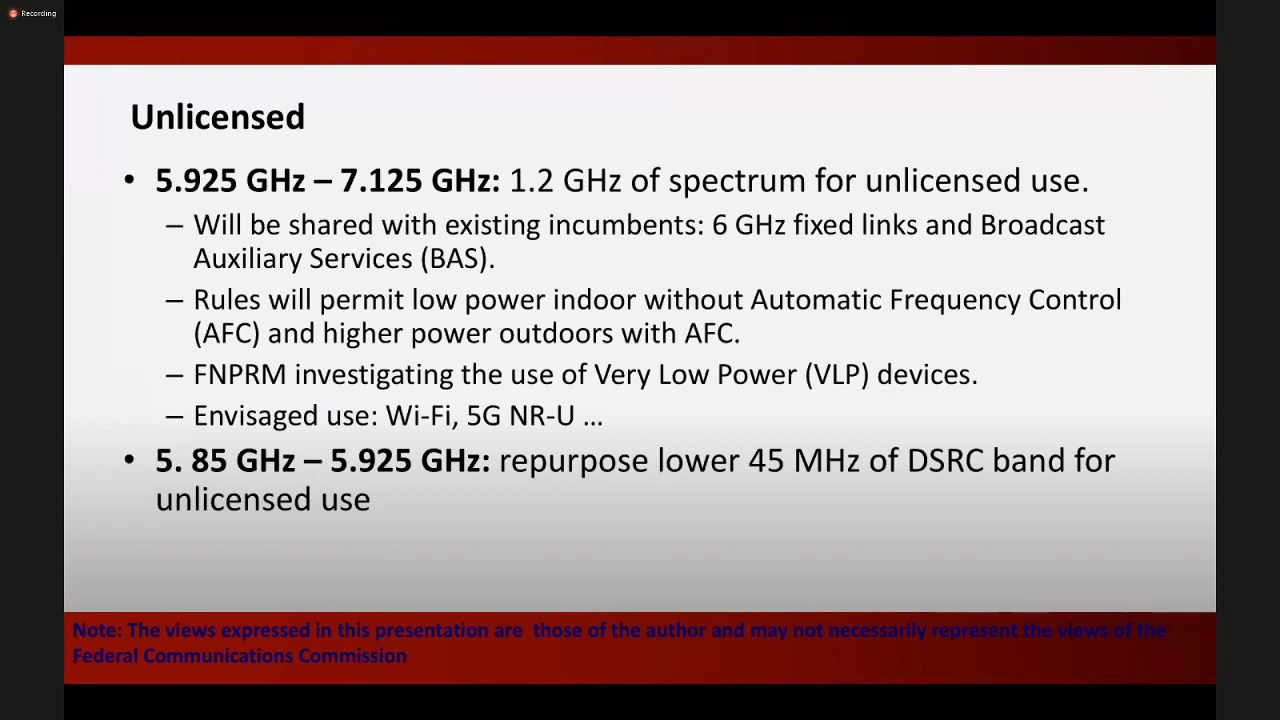 Recording
Unlicensed
• 5.925 GHz – 7.125 GHz: 1.2 GHz of spectrum for unlicensed use.
– Will be shared with existing incumbents: 6 GHz fixed links and Broadcast
Auxiliary Services (BAS).
– Rules will permit low power indoor without Automatic Frequency Control
(AFC) and higher power outdoors with AFC.
– FNPRM investigating the use of Very Low Power (VLP) devices.
– Envisaged use: Wi-Fi, 5G NR-U ...
• 5. 85 GHz – 5.925 GHz: repurpose lower 45 MHz of DSRC band for
unlicensed use
Note: The views expressed in this presentation are  those of the author and may not necessarily represent the views of the
Federal Communications Commission